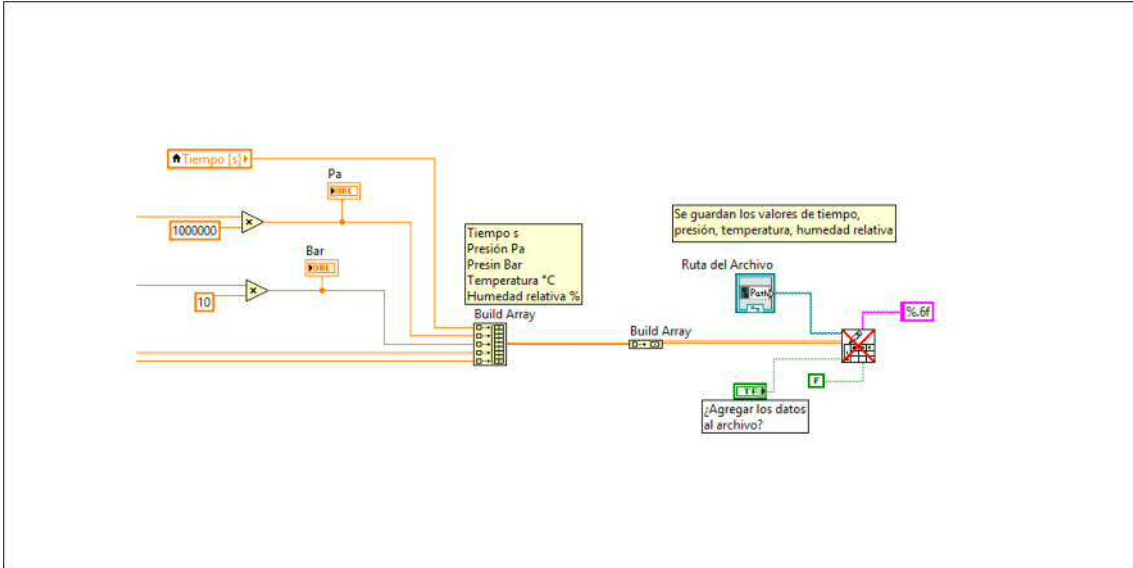 Tiempo [s]
Pa
DBL
1000000
Bar
DBL
10
Tiempo s
Presión Pa
Presin Bar
Temperatura °C
Humedad relativa %
Build Array
Build Array
Se guardan los valores de tiempo,
presión, temperatura, humedad relativa
Ruta del Archivo
Path
%.6f
F
TF
¿Agregar los datos
al archivo?